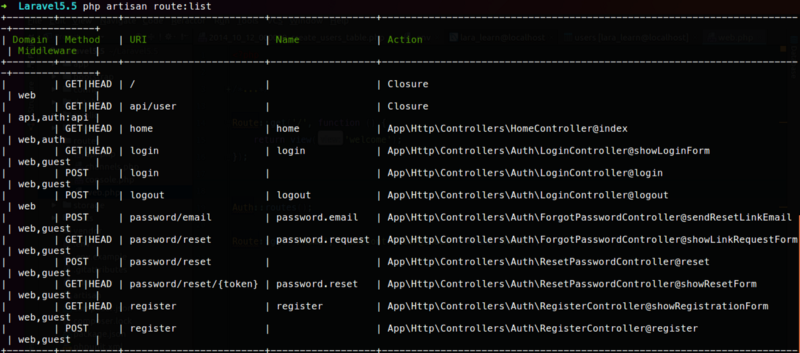 ➜  Laravel5.5 php artisan route:list
+--------+----------+------------------------+------------------+------------------------------------------------------------------------+
--------------+
| Domain | Method   | URI                    | Name             | Action
| Middleware   |
+--------+----------+------------------------+------------------+------------------------------------------------------------------------+
--------------+
|        | GET|HEAD | /                      |                  | Closure
| web          |
|        | GET|HEAD | api/user               |                  | Closure
| api,auth:api |
|        | GET|HEAD | home                   | home             | App\Http\Controllers\HomeController@index
| web,auth     |
|        | GET|HEAD | login                  | login            | App\Http\Controllers\Auth\LoginController@showLoginForm
| web,guest    |
|        | POST     | login                  |                  | App\Http\Controllers\Auth\LoginController@login
| web,guest    |
|        | POST     | logout                 | logout           | App\Http\Controllers\Auth\LoginController@logout
| web          |
|        | POST     | password/email         | password.email   | App\Http\Controllers\Auth\ForgotPasswordController@sendResetLinkEmail
| web,guest    |
|        | GET|HEAD | password/reset         | password.request | App\Http\Controllers\Auth\ForgotPasswordController@showLinkRequestForm
| web,guest    |
|        | POST     | password/reset         |                  | App\Http\Controllers\Auth\ResetPasswordController@reset
| web,guest    |
|        | GET|HEAD | password/reset/{token} | password.reset   | App\Http\Controllers\Auth\ResetPasswordController@showResetForm
| web,guest    |
|        | GET|HEAD | register               | register         | App\Http\Controllers\Auth\RegisterController@showRegistrationForm
| web,guest    |
|        | POST     | register               |                  | App\Http\Controllers\Auth\RegisterController@register
| web,guest    |
+--------+----------+------------------------+------------------+------------------------------------------------------------------------+